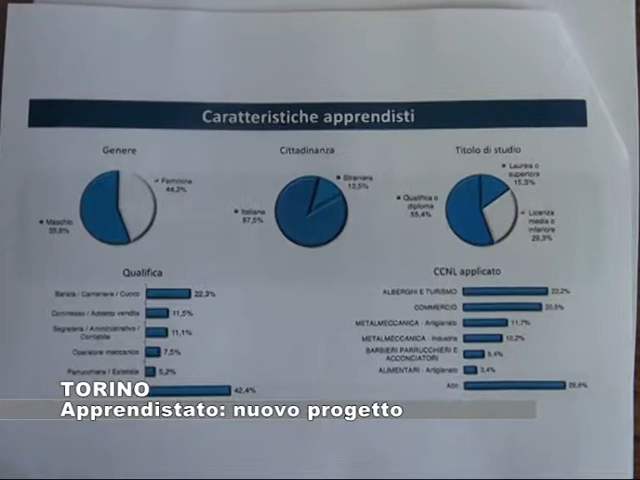 Caratteristiche apprendisti
Genere
Femmina
44,2%
Maschio
55,8%
Cittadinanza
Straniera
12,5%
Italiana
87,5%
Titolo di studio
Laurea o
superiore
15,3%
Qualifica o
diploma
55,4%
Licenza
media o
inferiore
29,3%
Qualifica
Barista / Cameriere / Cuoco 22,3%
Commesso / Addetto vendita 11,5%
Segretaria / Amministrativo /
Contabile 11,1%
Operatore meccanico 7,5%
Parrucchiere / Estetista 5,2%
42,4%
CCNL applicato
ALBERGHI E TURISMO 22,2%
COMMERCIO 20,5%
METALMECCANICA - Artigianato 11,7%
METALMECCANICA - Industria 10,2%
BARBIERI PARRUCCHIERI E
ACCONCIATORI
ALIMENTARI - Artigianato 3,4%
Altri
TORINO
Apprendistato: nuovo progetto